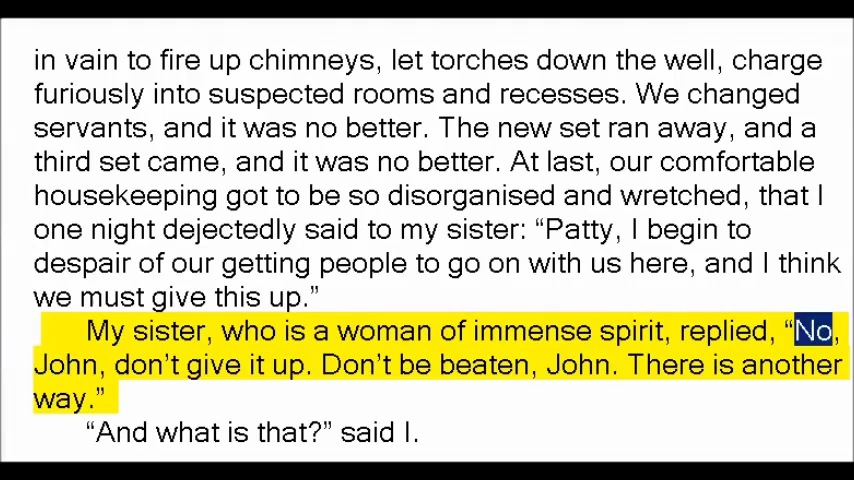 in vain to fire up chimneys, let torches down the well, charge
furiously into suspected rooms and recesses. We changed
servants, and it was no better. The new set ran away, and a
third set came, and it was no better. At last, our comfortable
housekeeping got to be so disorganised and wretched, that I
one night dejectedly said to my sister: “Patty, I begin to
despair of our getting people to go on with us here, and I think
we must give this up.”
My sister, who is a woman of immense spirit, replied, “No,
John, don’t give it up. Don’t be beaten, John. There is another
way.”
“And what is that?” said I.